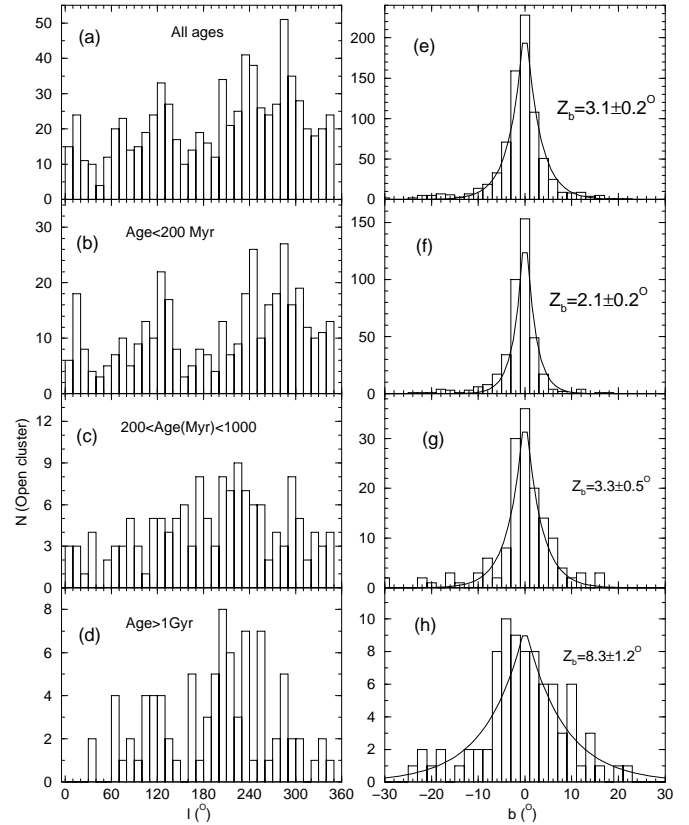 (a) All ages
50
40
30
20
10
0
(b) Age<200 Myr
30
20
10
0
(c) 200<Age(Myr)<1000
12
9
6
3
0
(d) Age>1Gyr
8
6
4
2
0
0 60 120 180 240 300 360
l (°)
N (Open cluster)
(e)
Z_b=3.1±0.2°
200
150
100
50
0
(f)
Z_b=2.1±0.2°
150
100
50
0
(g)
Z_b=3.3±0.5°
30
20
10
0
(h)
Z_b=8.3±1.2°
10
8
6
4
2
0
−30 −20 −10 0 10 20 30
b (°)